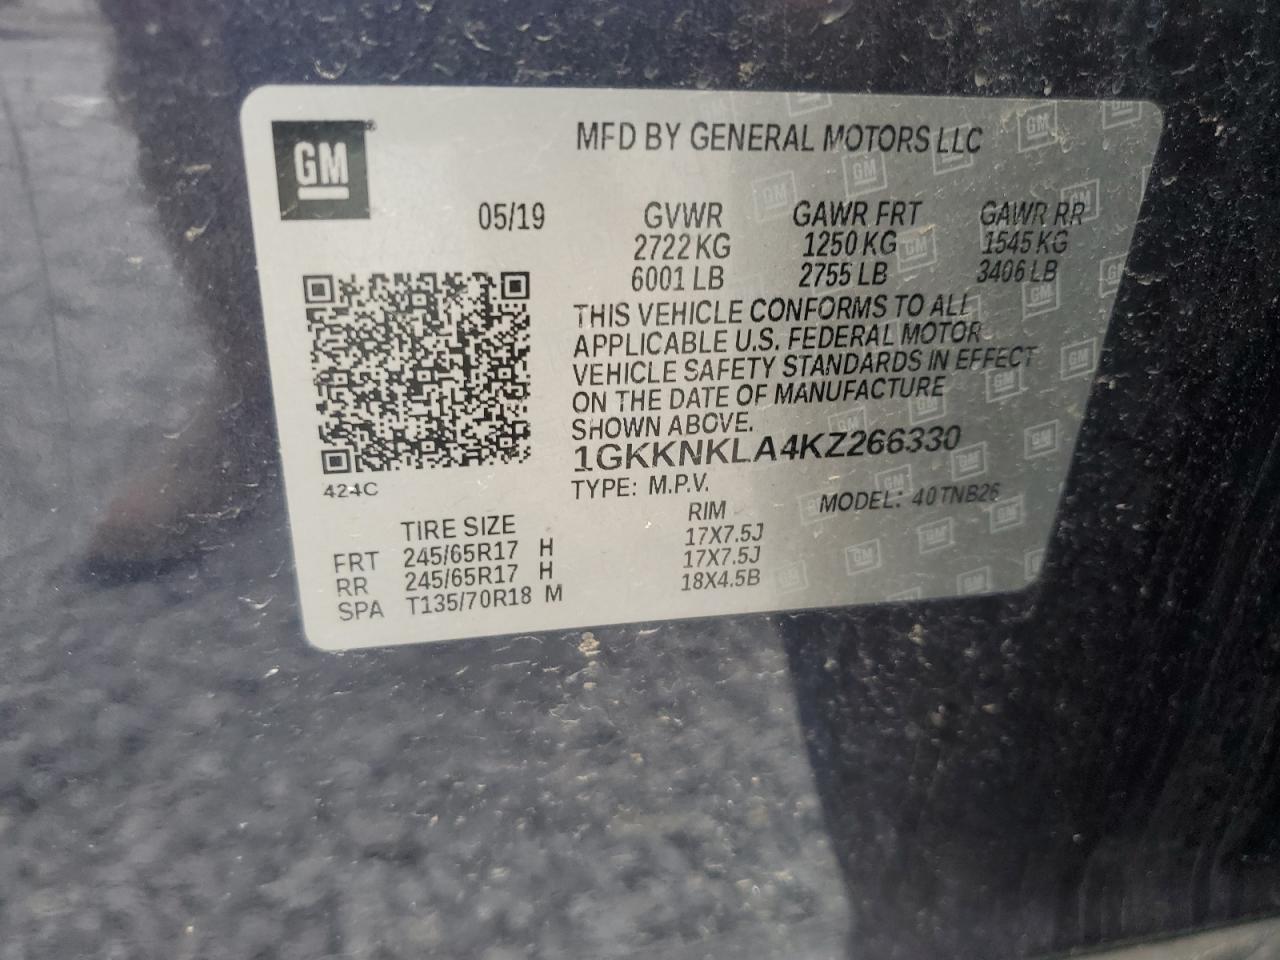 GM
MFD BY GENERAL MOTORS LLC
05/19 GVWR GAWR FRT GAWR RR
2722 KG 1250 KG 1545 KG
6001 LB 2755 LB 3406 LB
THIS VEHICLE CONFORMS TO ALL
APPLICABLE U.S. FEDERAL MOTOR
VEHICLE SAFETY STANDARDS IN EFFECT
ON THE DATE OF MANUFACTURE
SHOWN ABOVE.
1GKKNKLA4KZ266330
424C
TYPE: M.P.V. MODEL: 40TNB26
TIRE SIZE RIM
FRT 245/65R17 H 17X7.5J
RR 245/65R17 H 17X7.5J
SPA T135/70R18 M 18X4.5B